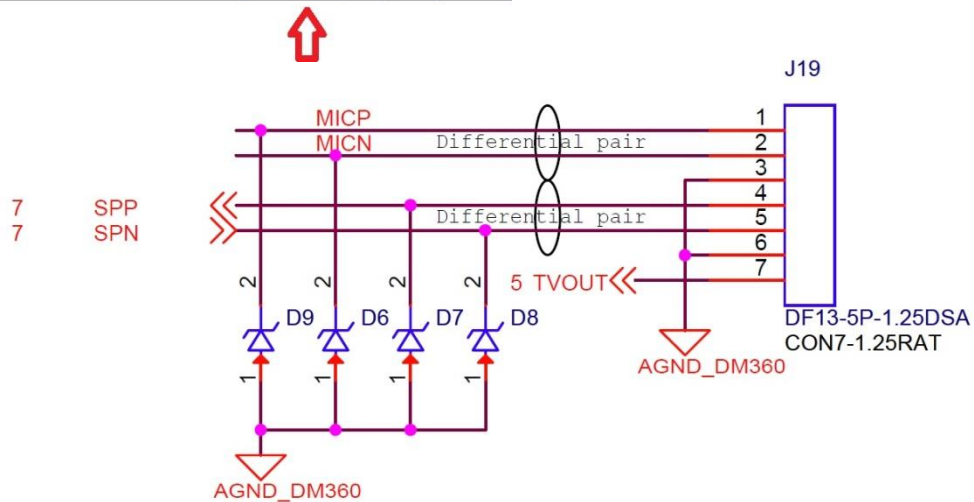 J19
MICP
1
MICN
Differential pair
2
3
7 SPP
4
Differential pair
7 SPN
5
6
5 TVOUT
7
2 2 2 2
D9 D6 D7 D8
DF13-5P-1.25DSA
CON7-1.25RAT
AGND_DM360
1 1 1 1
AGND_DM360